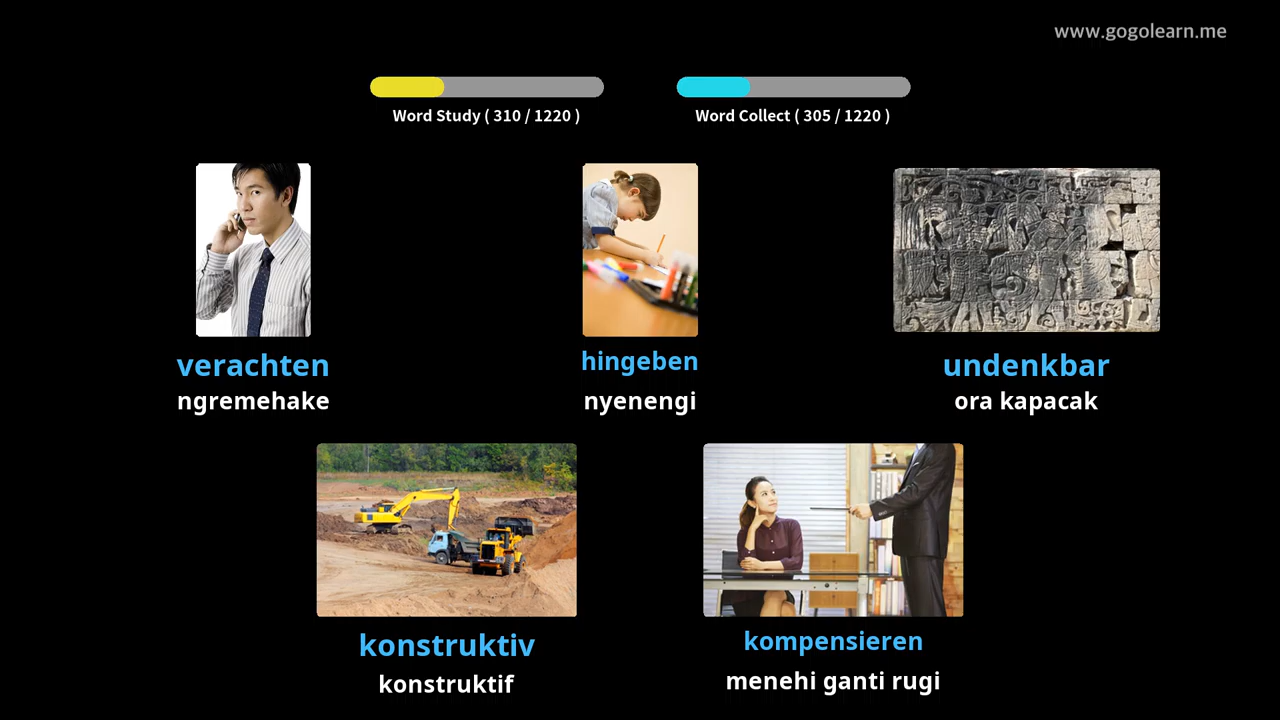 www.gogolearn.me
Word Study ( 310 / 1220 )
Word Collect ( 305 / 1220 )
verachten
ngremehake
hingeben
nyenengi
undenkbar
ora kapacak
konstruktiv
konstruktif
kompensieren
menehi ganti rugi